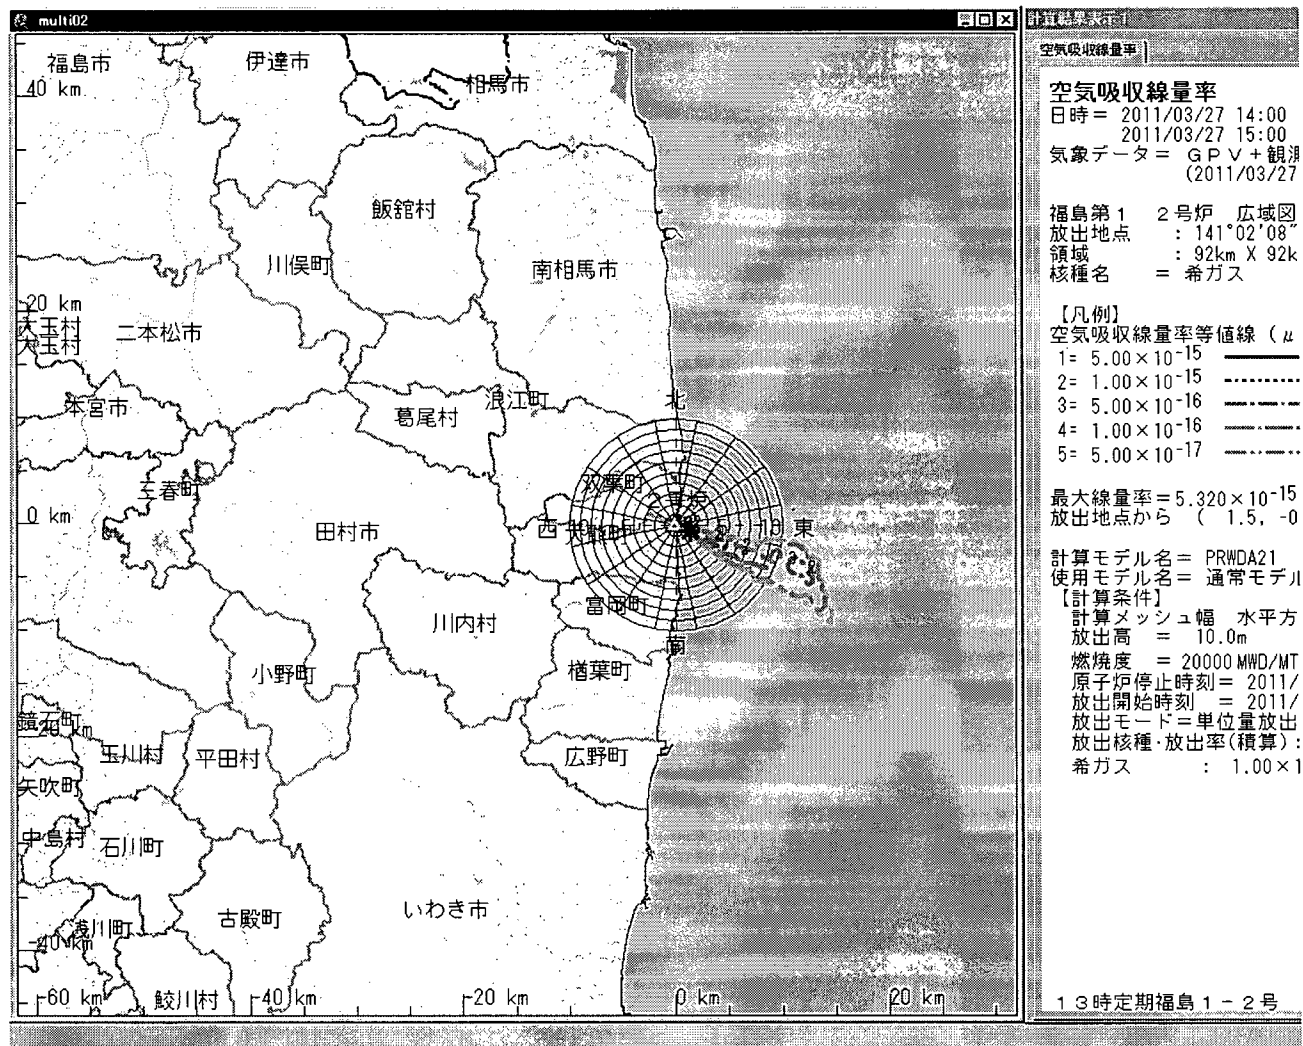 multi02
福島市
伊達市
相馬市
40 km
飯舘村
川俣町
南相馬市
20 km
大玉村
大玉村
二本松市
本宮市
葛尾村
浪江町
北
三春町
双葉町
0 km
田村市
西
東
富岡町
川内村
南
小野町
楢葉町
鏡石町
玉川村
平田村
広野町
矢吹町
中島村
石川町
浅川町
古殿町
いわき市
-40 km
鮫川村
-60 km
-40 km
-20 km
0 km
20 km
計算結果表示-1
空気吸収線量率
空気吸収線量率
日時= 2011/03/27 14:00
2011/03/27 15:00
気象データ= GPV+観測
(2011/03/27
福島第1 2号炉 広域図
放出地点 : 141°02'08"
領域 : 92km X 92k
核種名 = 希ガス
【凡例】
空気吸収線量率等値線 (μ
1= 5.00×10-15
2= 1.00×10-15
3= 5.00×10-16
4= 1.00×10-16
5= 5.00×10-17
最大線量率=5.320×10-15
放出地点から ( 1.5, -0
計算モデル名= PRWDA21
使用モデル名= 通常モデル
【計算条件】
計算メッシュ幅 水平方
放出高 = 10.0m
燃焼度 = 20000MWD/MT
原子炉停止時刻= 2011/
放出開始時刻 = 2011/
放出モード=単位量放出
放出核種・放出率(積算):
希ガス : 1.00×1
13時定期福島1-2号